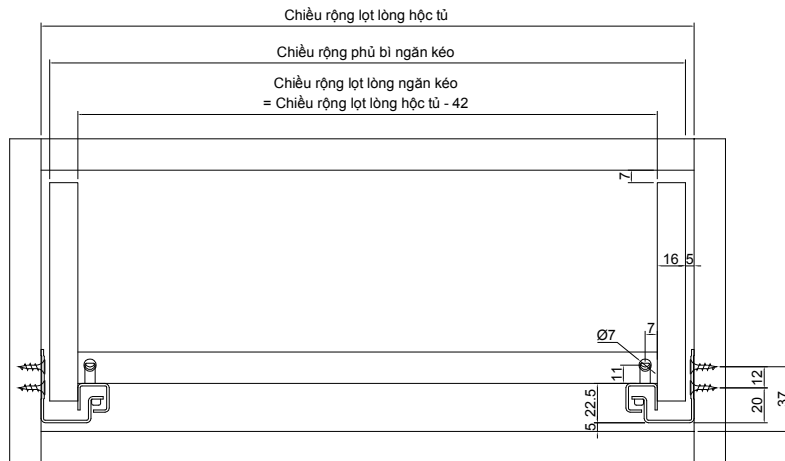 Chiều rộng lọt lòng hộc tủ
Chiều rộng phủ bì ngăn kéo
Chiều rộng lọt lòng ngăn kéo
= Chiều rộng lọt lòng hộc tủ - 42
7
16 5
7
Ø7
11
12
37
22.5
20
5